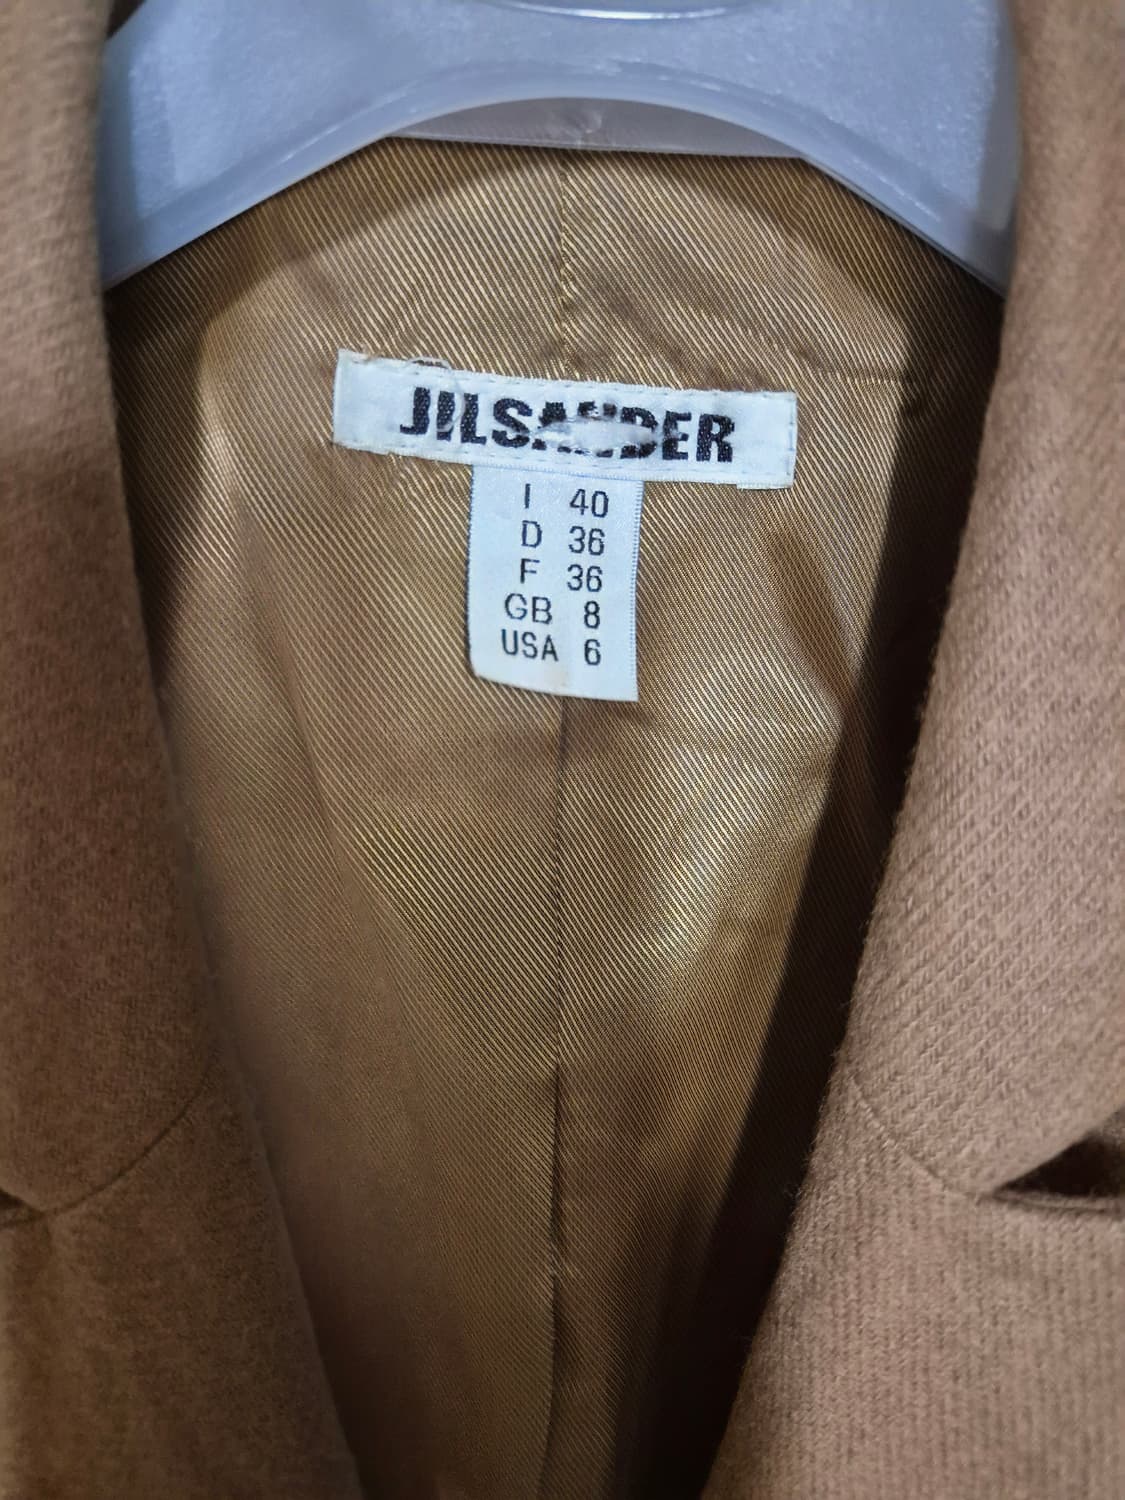 JILSANDER
I 40
D 36
F 36
GB 8
USA 6